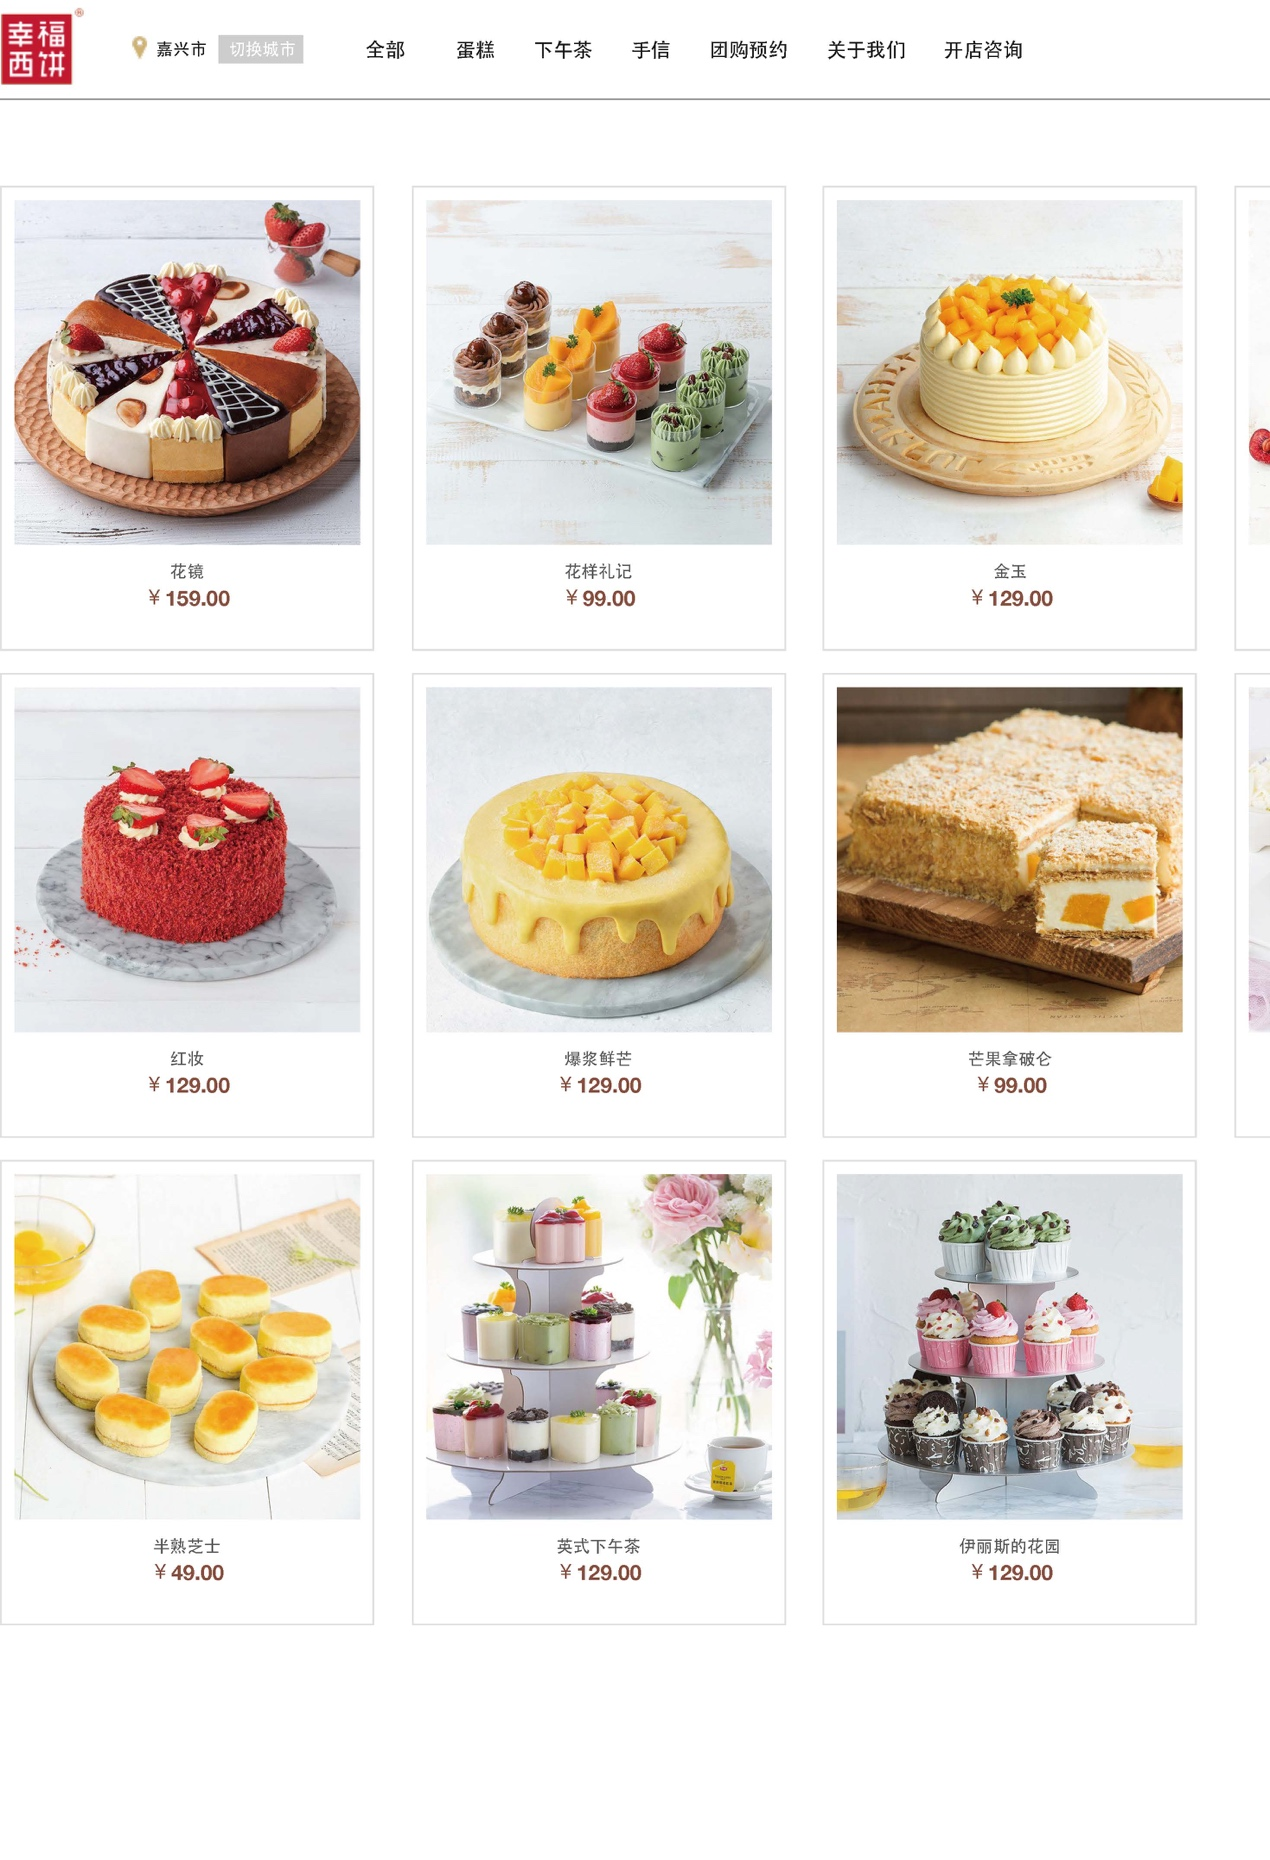 幸福
西饼
®
嘉兴市 切换城市 全部 蛋糕 下午茶 手信 团购预约 关于我们 开店咨询
花镜
¥ 159.00
花样礼记
¥ 99.00
金玉
¥ 129.00
红妆
¥ 129.00
爆浆鲜芒
¥ 129.00
芒果拿破仑
¥ 99.00
半熟芝士
¥ 49.00
英式下午茶
¥ 129.00
伊丽斯的花园
¥ 129.00